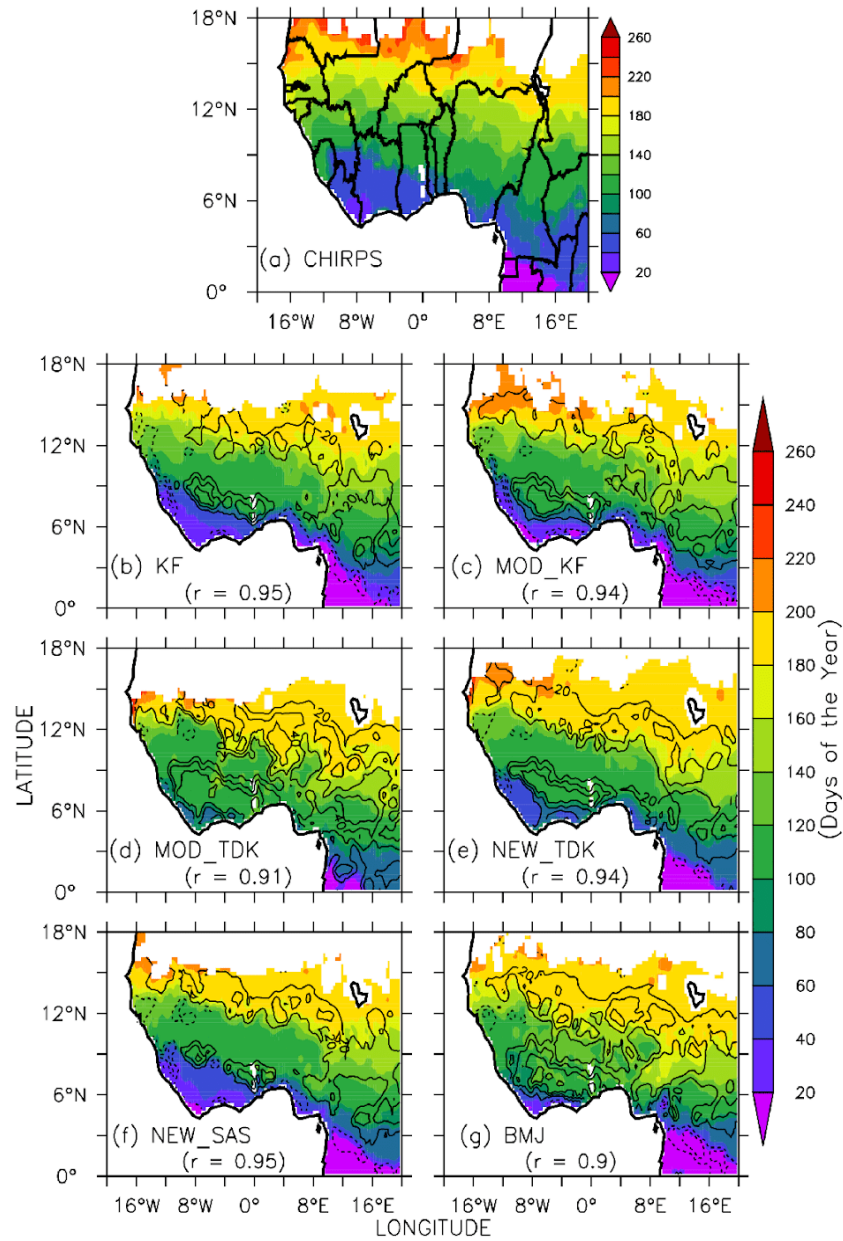 18°N
12°N
6°N
0°
(a) CHIRPS
16°W 8°W 0° 8°E 16°E
260
220
180
140
100
60
20
18°N
12°N
6°N
0°
(b) KF
(r = 0.95)
(c) MOD_KF
(r = 0.94)
18°N
12°N
6°N
0°
(d) MOD_TDK
(r = 0.91)
20
(e) NEW_TDK
(r = 0.94)
18°N
12°N
6°N
0°
(f) NEW_SAS
(r = 0.95)
20
(g) BMJ
(r = 0.9)
16°W 8°W 0° 8°E 16°E
16°W 8°W 0° 8°E 16°E
LATITUDE
LONGITUDE
260
240
220
200
180
160
140
120
100
80
60
40
20
(Days of the Year)